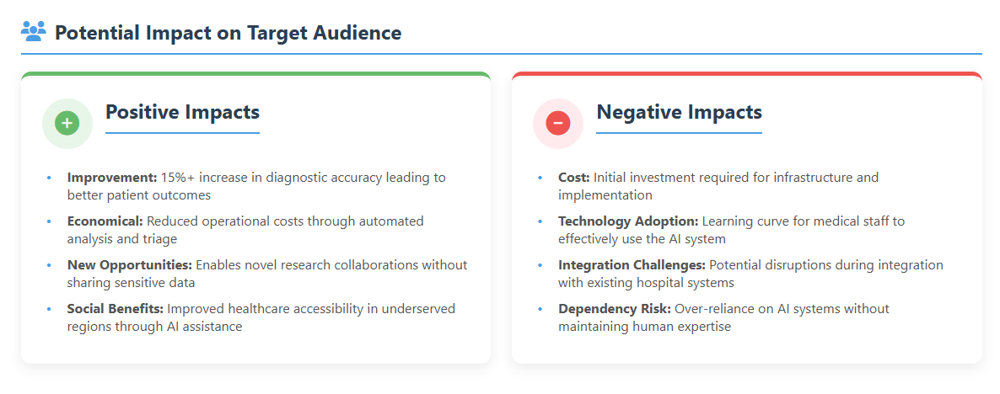 Potential Impact on Target Audience
Positive Impacts
• Improvement: 15%+ increase in diagnostic accuracy leading to
better patient outcomes
• Economical: Reduced operational costs through automated
analysis and triage
• New Opportunities: Enables novel research collaborations without
sharing sensitive data
• Social Benefits: Improved healthcare accessibility in underserved
regions through AI assistance
Negative Impacts
• Cost: Initial investment required for infrastructure and
implementation
• Technology Adoption: Learning curve for medical staff to
effectively use the AI system
• Integration Challenges: Potential disruptions during integration
with existing hospital systems
• Dependency Risk: Over-reliance on AI systems without
maintaining human expertise